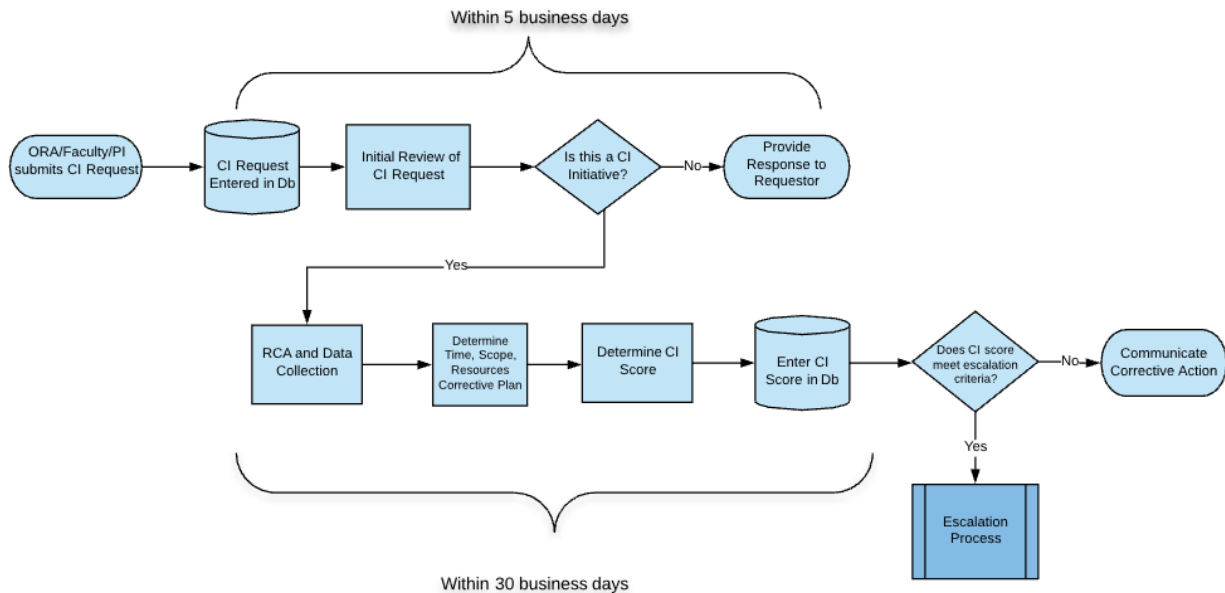 Within 5 business days
ORA/Faculty/PI
submits CI Request
CI Request
Entered in Db
Initial Review of
CI Request
Is this a CI
Initiative?
No
Provide
Response to
Requestor
Yes
RCA and Data
Collection
Determine
Time, Scope,
Resources
Corrective Plan
Determine CI
Score
Enter CI
Score in Db
Does CI score
meet escalation
criteria?
No
Communicate
Corrective Action
Yes
Escalation
Process
Within 30 business days